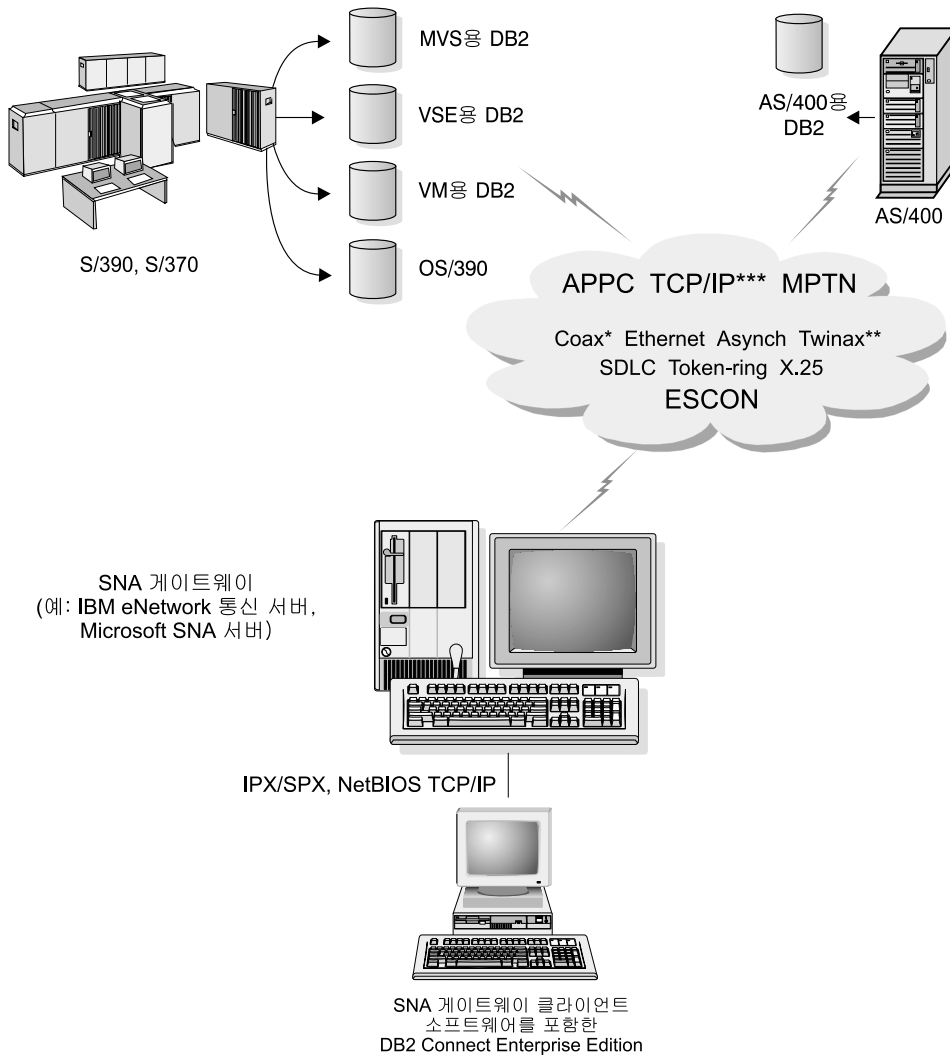 MVS용 DB2
VSE용 DB2
VM용 DB2
OS/390
S/390, S/370
AS/400용
DB2
AS/400
APPC TCP/IP*** MPTN
Coax* Ethernet Asynch Twinax**
SDLC Token-ring X.25
ESCON
SNA 게이트웨이
(예: IBM eNetwork 통신 서버,
Microsoft SNA 서버)
IPX/SPX, NetBIOS TCP/IP
SNA 게이트웨이 클라이언트
소프트웨어를 포함한
DB2 Connect Enterprise Edition